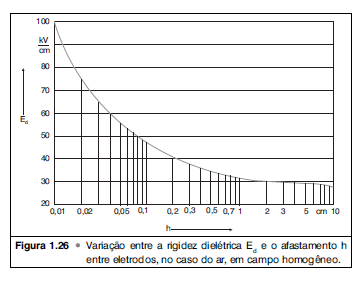 100
kV
cm
80
70
60
50
40
30
20
E_d
0,01 0,02 0,05 0,1 0,2 0,3 0,5 0,7 1 2 3 5 cm 10
h
Figura 1.26 • Variação entre a rigidez dielétrica E_d e o afastamento h
entre eletrodos, no caso do ar, em campo homogêneo.